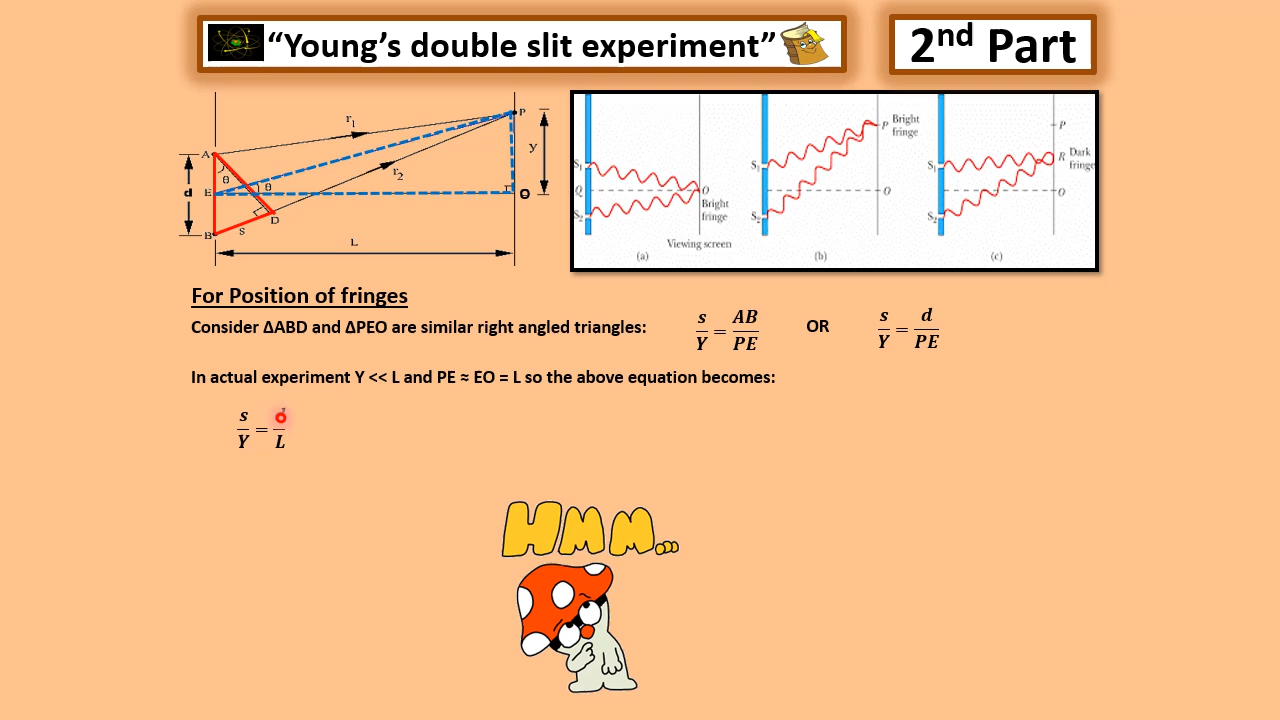 “Young’s double slit experiment”
2nd Part
A
E
B
d
θ
θ
s
D
r1
r2
L
P
y
O
S1
Q
S2
O
Bright
fringe
Viewing screen
(a)
S1
S2
P Bright
fringe
O
(b)
S1
S2
P
R Dark
fringe
O
(c)
For Position of fringes
Consider ΔABD and ΔPEO are similar right angled triangles:
s/Y = AB/PE OR s/Y = d/PE
In actual experiment Y << L and PE ≈ EO = L so the above equation becomes:
s/Y = d/L
HMM...